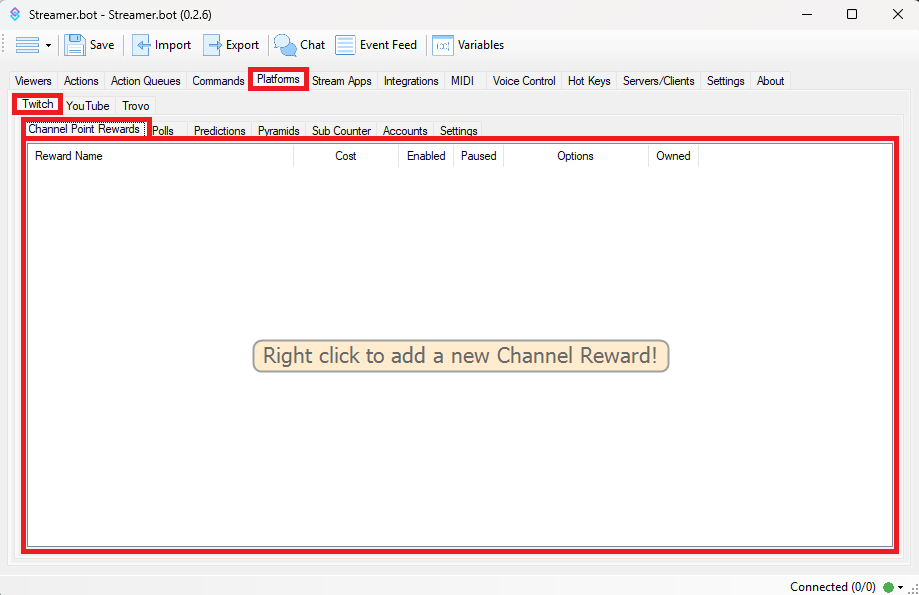 Streamer.bot - Streamer.bot (0.2.6)
Save Import Export Chat Event Feed Variables
Viewers Actions Action Queues Commands Platforms Stream Apps Integrations MIDI Voice Control Hot Keys Servers/Clients Settings About
Twitch YouTube Trovo
Channel Point Rewards Polls Predictions Pyramids Sub Counter Accounts Settings
Reward Name Cost Enabled Paused Options Owned
Right click to add a new Channel Reward!
Connected (0/0)